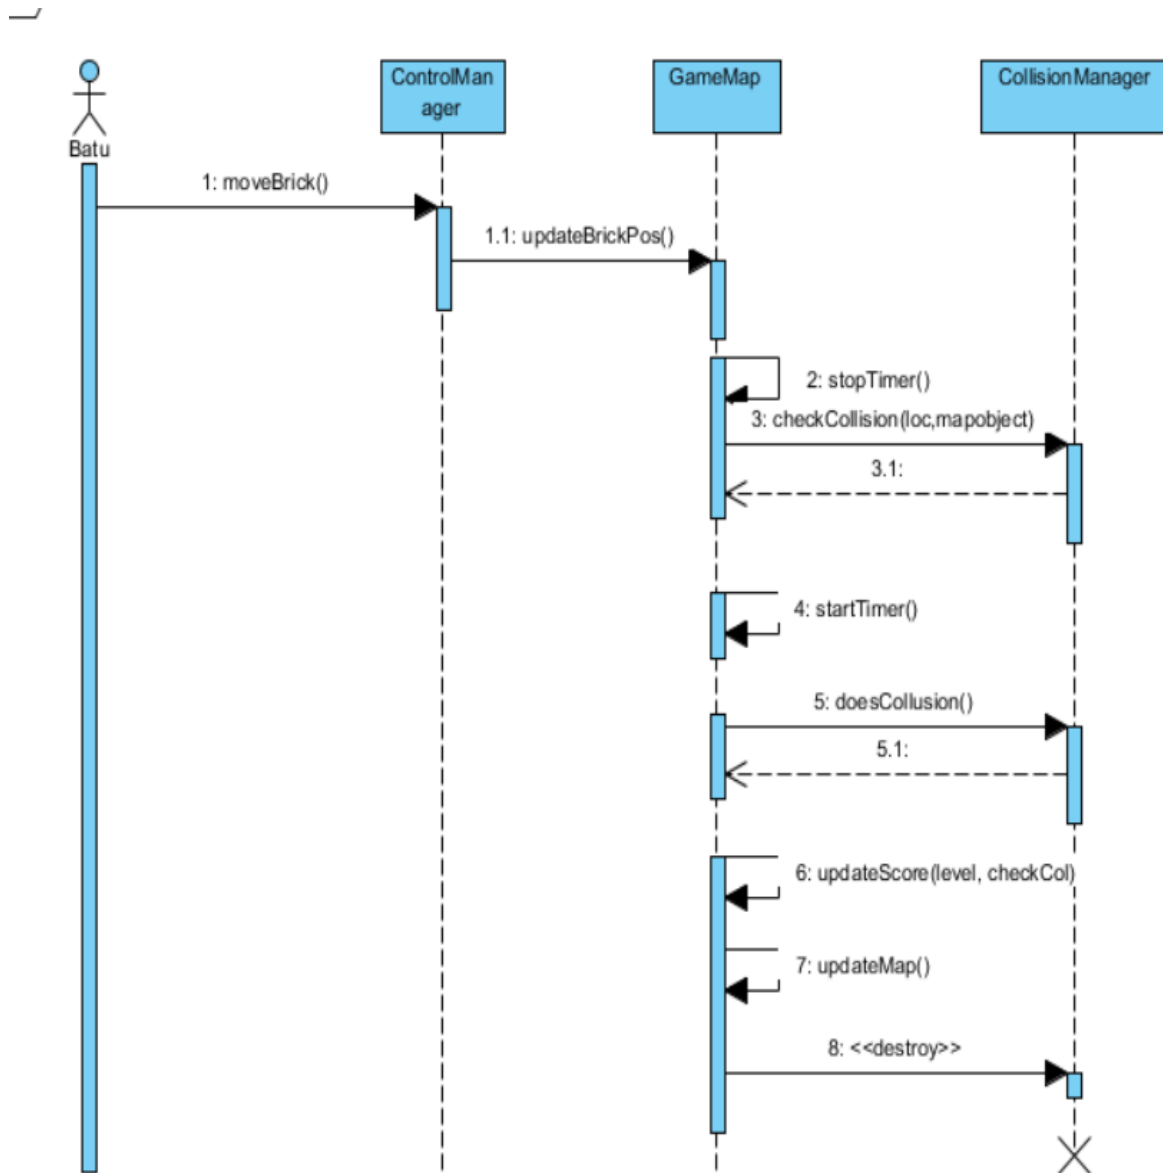 ControlMan
ager
GameMap
CollisionManager
Batu
1: moveBrick()
1.1: updateBrickPos()
2: stopTimer()
3: checkCollision(loc,mapobject)
3.1:
4: startTimer()
5: doesCollusion()
5.1:
6: updateScore(level, checkCol)
7: updateMap()
8: <<destroy>>